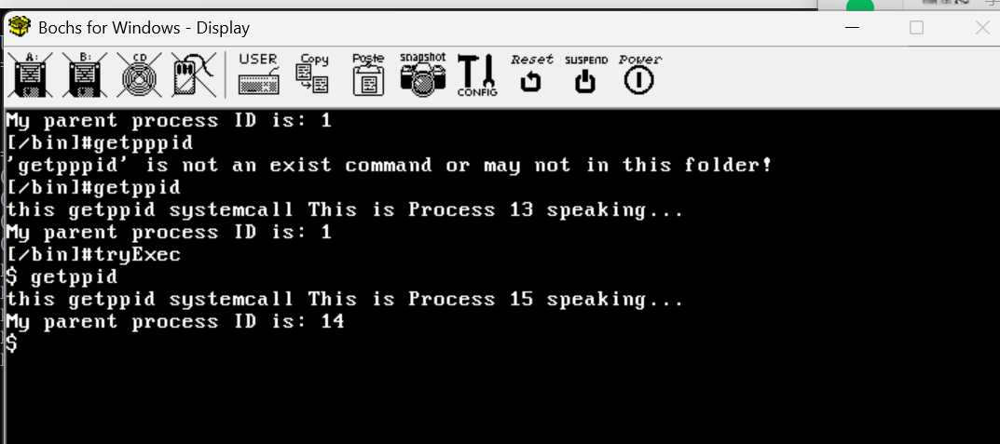 Bochs for Windows - Display
A: B: CD USER Copy Paste snapshot CONFIG Reset SUSPEND Power
My parent process ID is: 1
[/bin]#getpppid
'getpppid' is not an exist command or may not in this folder!
[/bin]#getppid
this getppid systemcall This is Process 13 speaking...
My parent process ID is: 1
[/bin]#tryExec
$ getppid
this getppid systemcall This is Process 15 speaking...
My parent process ID is: 14
$